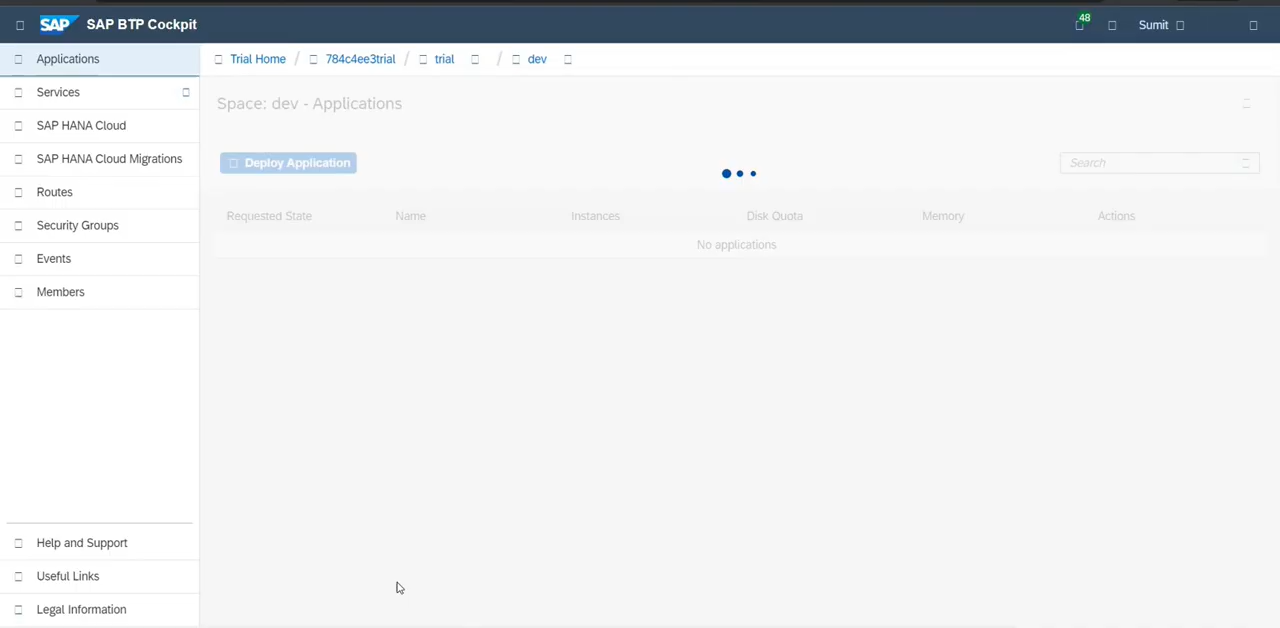 SAP SAP BTP Cockpit 48 Sumit
Applications
Services
SAP HANA Cloud
SAP HANA Cloud Migrations
Routes
Security Groups
Events
Members
Help and Support
Useful Links
Legal Information
Trial Home / 784c4ee3trial / trial / dev
Space: dev - Applications
Deploy Application Search
Requested State Name Instances Disk Quota Memory Actions
No applications